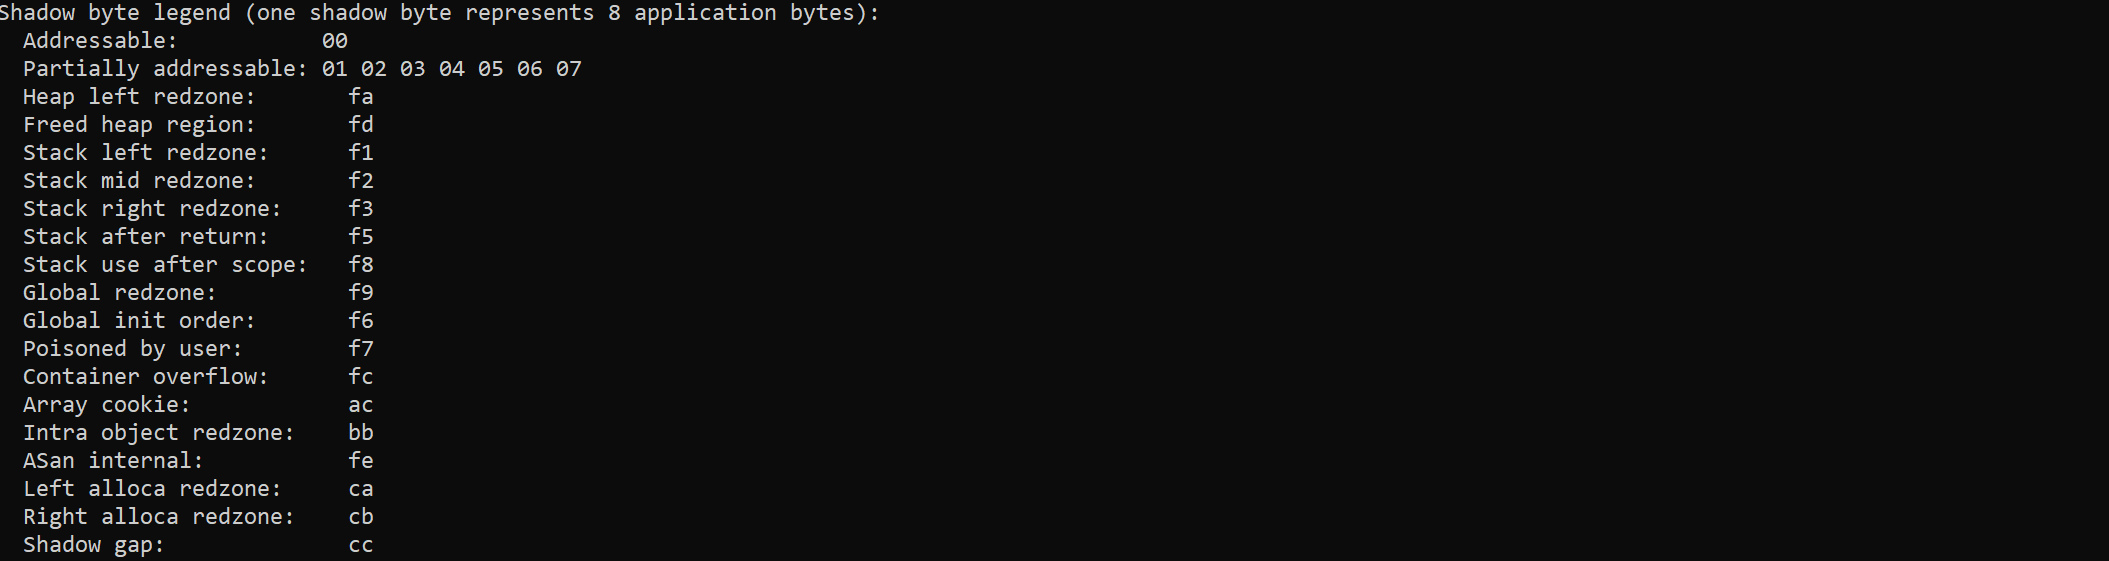 Shadow byte legend (one shadow byte represents 8 application bytes):
  Addressable:           00
  Partially addressable: 01 02 03 04 05 06 07
  Heap left redzone:       fa
  Freed heap region:       fd
  Stack left redzone:      f1
  Stack mid redzone:       f2
  Stack right redzone:     f3
  Stack after return:      f5
  Stack use after scope:   f8
  Global redzone:          f9
  Global init order:       f6
  Poisoned by user:        f7
  Container overflow:      fc
  Array cookie:            ac
  Intra object redzone:    bb
  ASan internal:           fe
  Left alloca redzone:     ca
  Right alloca redzone:    cb
  Shadow gap:              cc